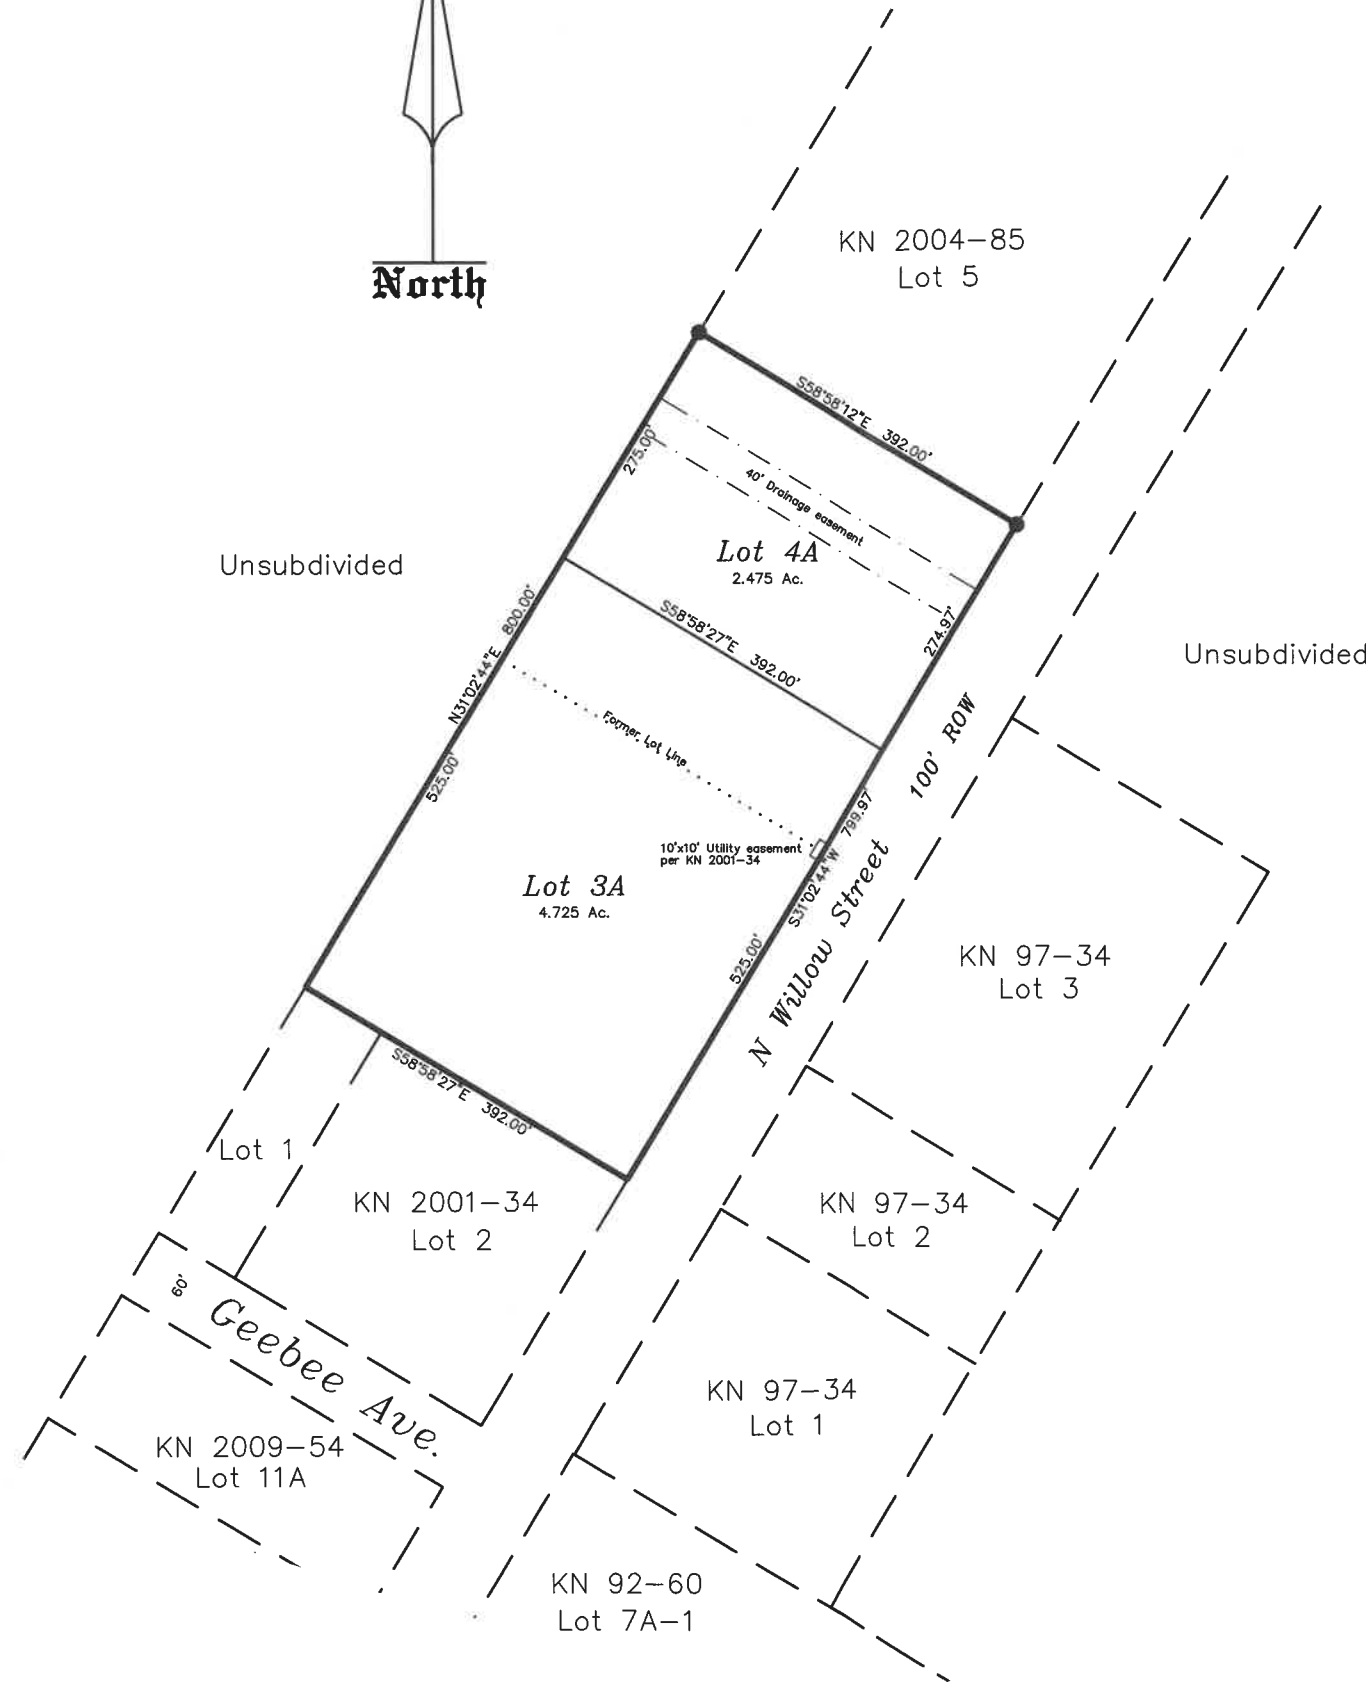 North
KN 2004-85
Lot 5
S58°58'12"E 392.00'
275.00'
40' Drainage easement
Lot 4A
2.475 Ac.
274.97'
Unsubdivided
N31°02'44"E 800.00'
S58°58'27"E 392.00'
Unsubdivided
Former Lot Line
525.00'
10'x10' Utility easement
per KN 2001-34
S31°02'44"W 799.97'
N Willow Street 100' ROW
Lot 3A
4.725 Ac.
525.00'
KN 97-34
Lot 3
S58°58'27"E 392.00'
Lot 1
KN 2001-34
Lot 2
KN 97-34
Lot 2
60'
Geebee Ave.
KN 97-34
Lot 1
KN 2009-54
Lot 11A
KN 92-60
Lot 7A-1